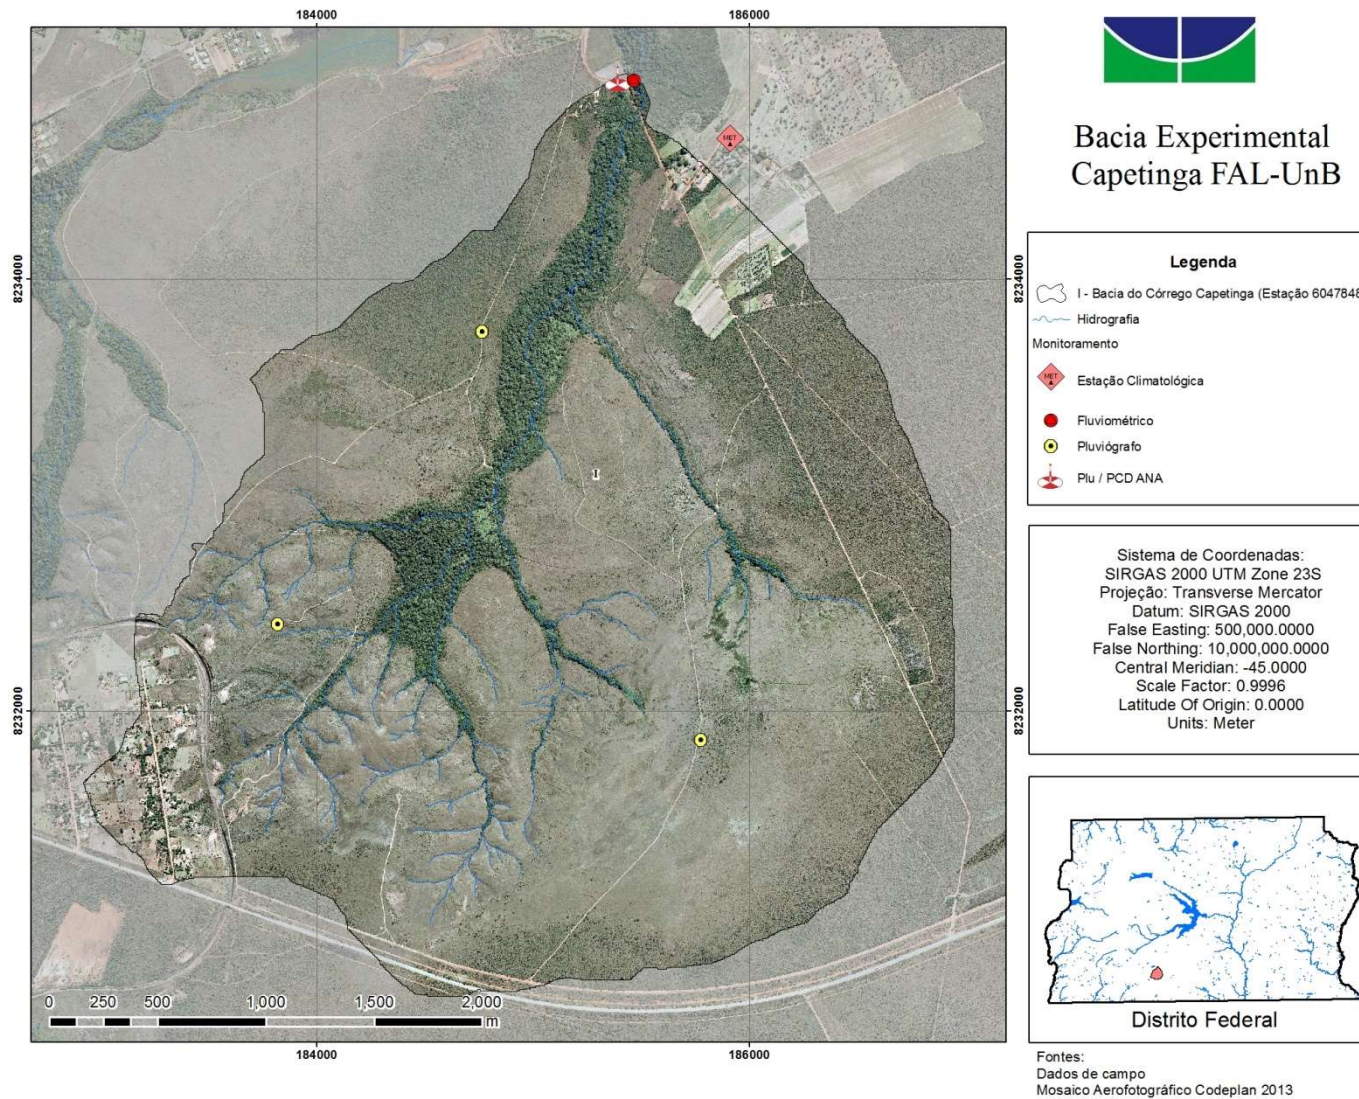 184000
186000
8234000
8234000
8232000
8232000
MET
I
0
250
500
1,000
1,500
2,000
m
184000
186000
Bacia Experimental
Capetinga FAL-UnB
Legenda
I - Bacia do Córrego Capetinga (Estação 6047848
Hidrografia
Monitoramento
MET
Estação Climatológica
Fluviométrico
Pluviógrafo
Plu / PCD ANA
Sistema de Coordenadas:
SIRGAS 2000 UTM Zone 23S
Projeção: Transverse Mercator
Datum: SIRGAS 2000
False Easting: 500,000.0000
False Northing: 10,000,000.0000
Central Meridian: -45.0000
Scale Factor: 0.9996
Latitude Of Origin: 0.0000
Units: Meter
Distrito Federal
Fontes:
Dados de campo
Mosaico Aerofotográfico Codeplan 2013